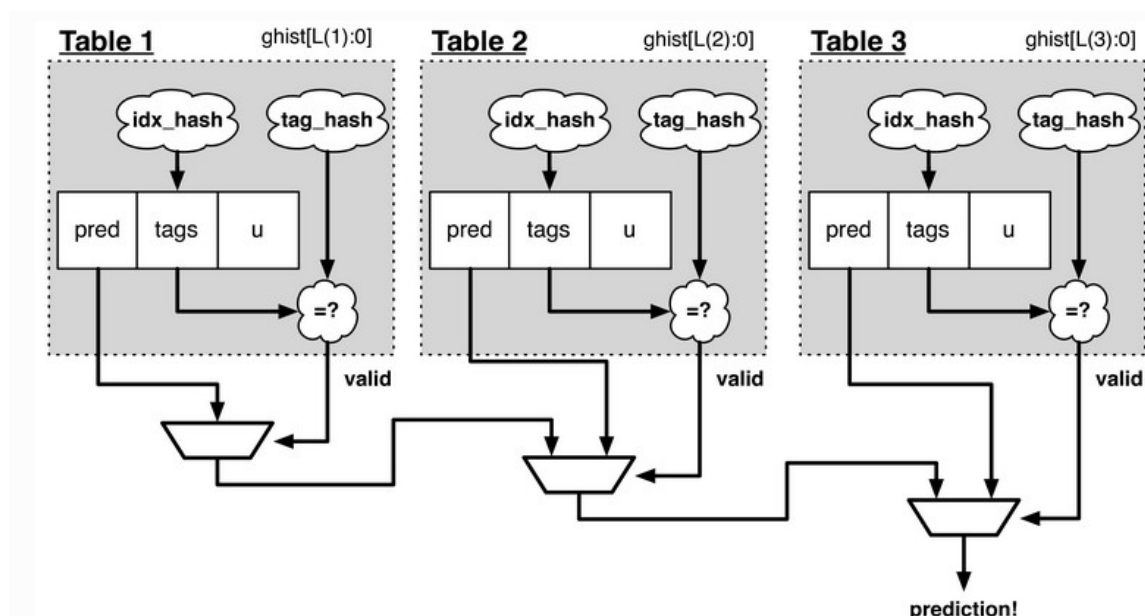 Table 1
ghist[L(1):0]
Table 2
ghist[L(2):0]
Table 3
ghist[L(3):0]
idx_hash
tag_hash
idx_hash
tag_hash
idx_hash
tag_hash
pred
tags
u
pred
tags
u
pred
tags
u
=?
=?
=?
valid
valid
valid
prediction!